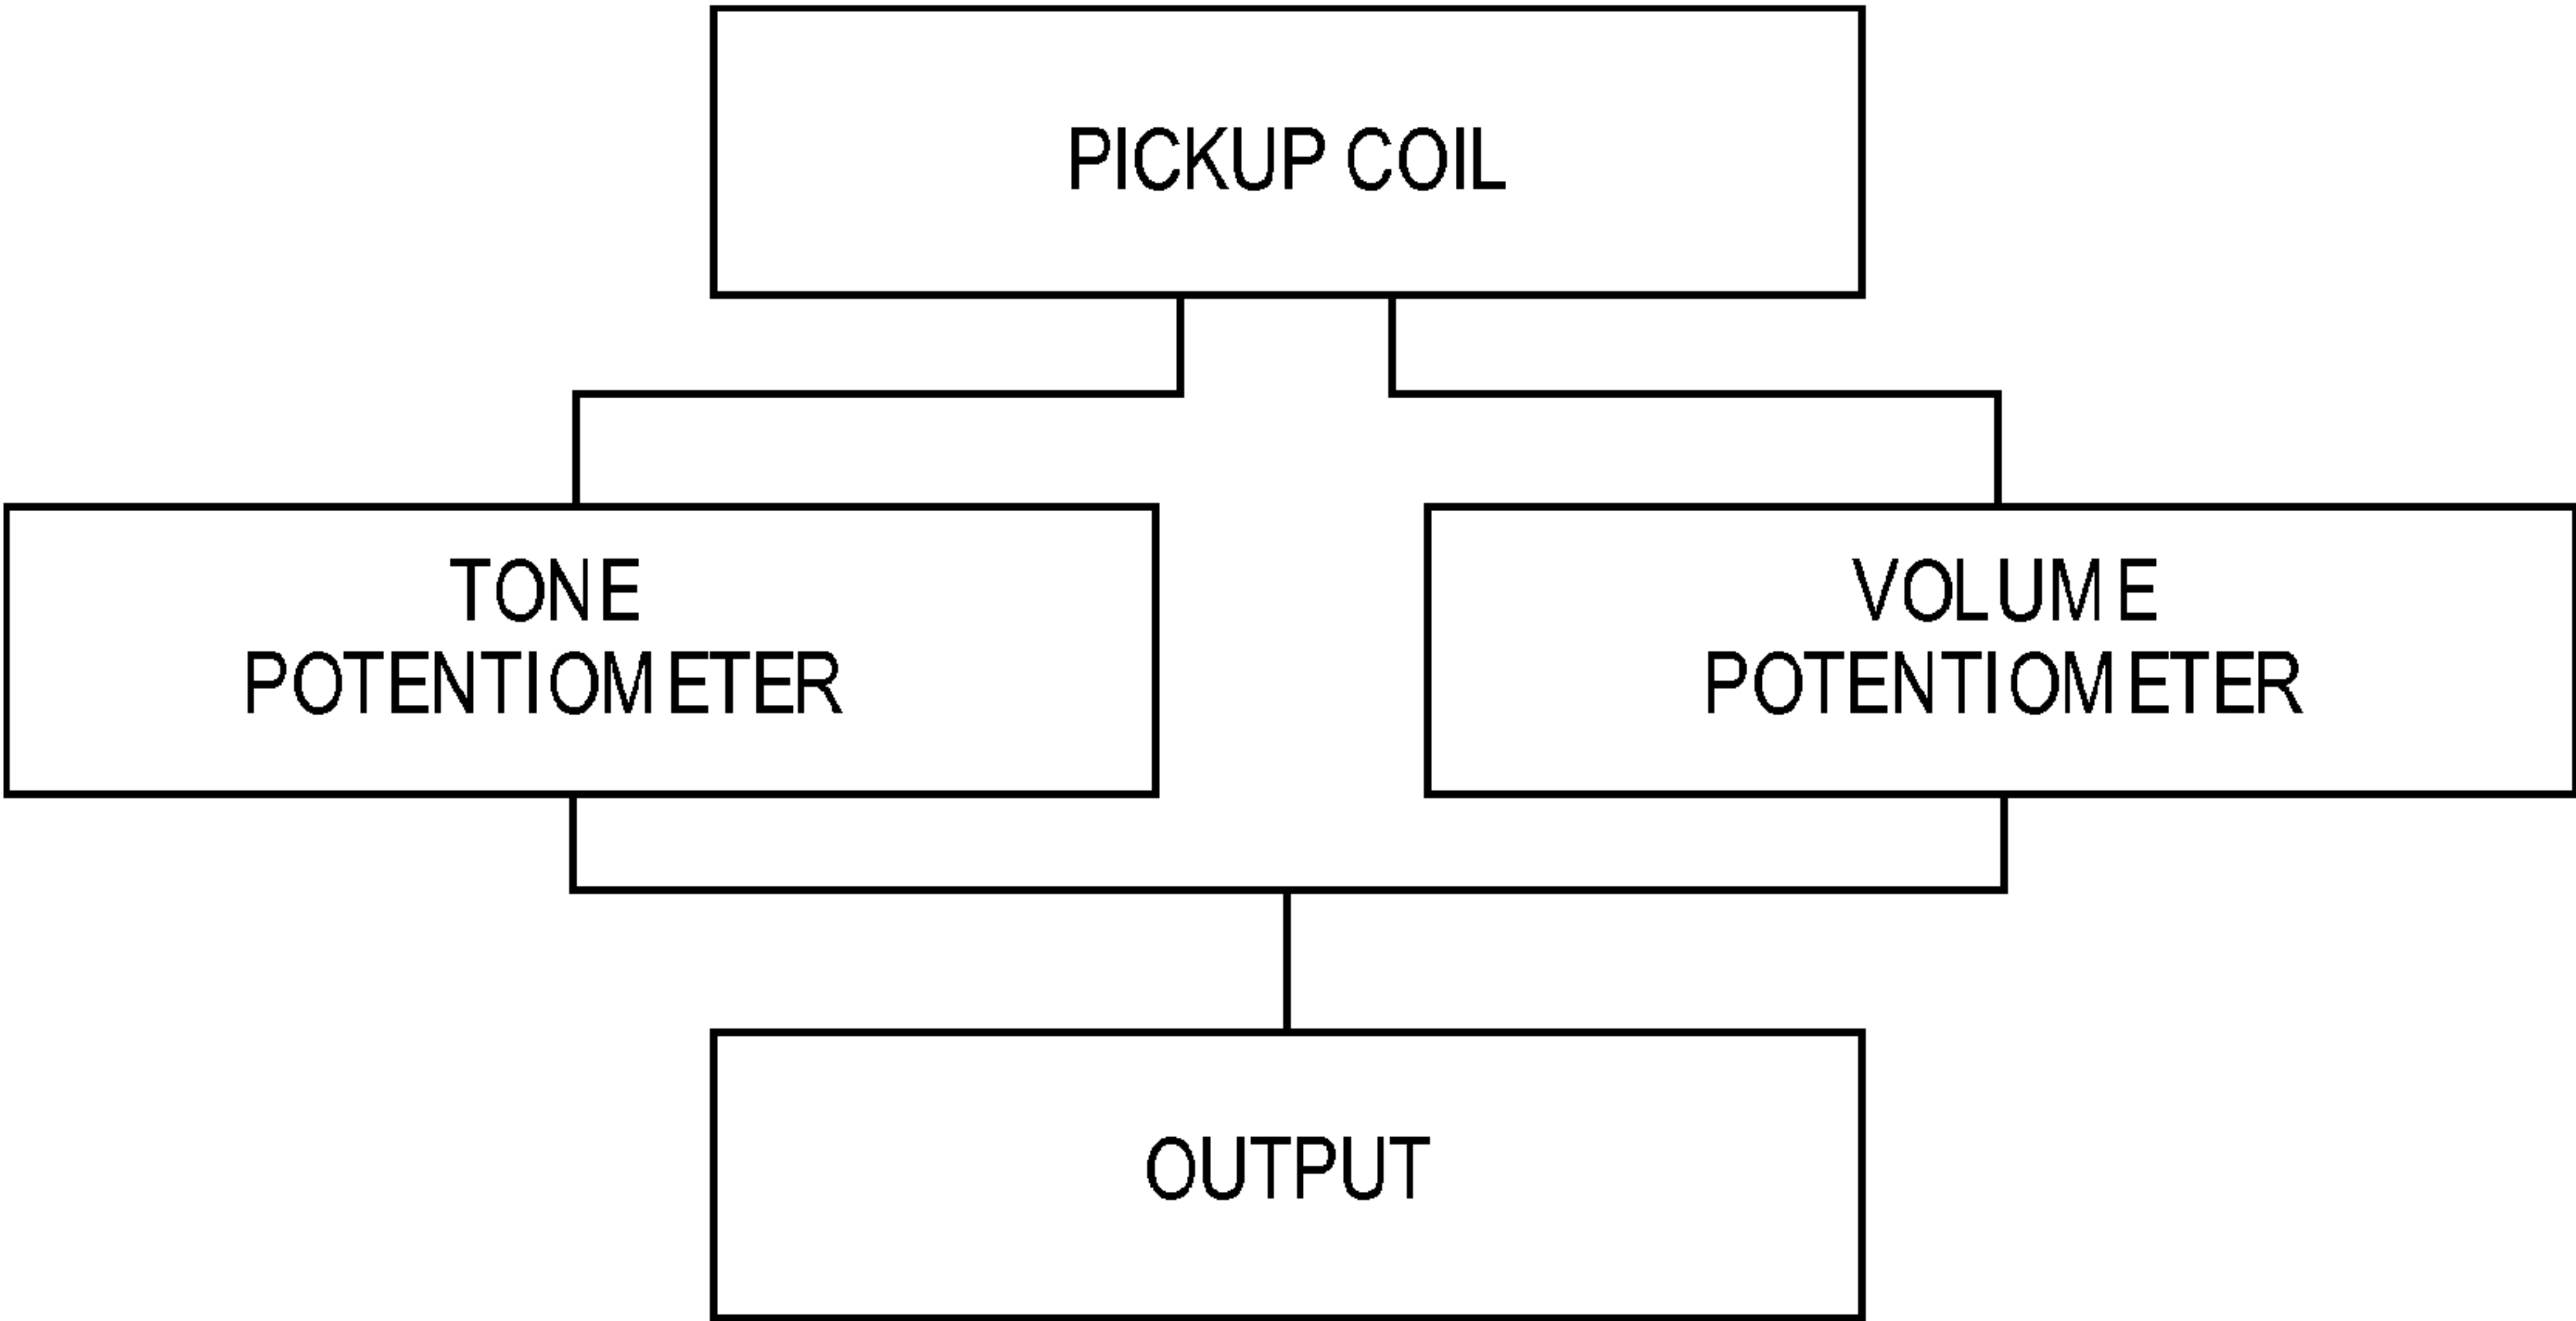 PICKUP COIL
TONE
POTENTIOMETER
VOLUME
POTENTIOMETER
OUTPUT